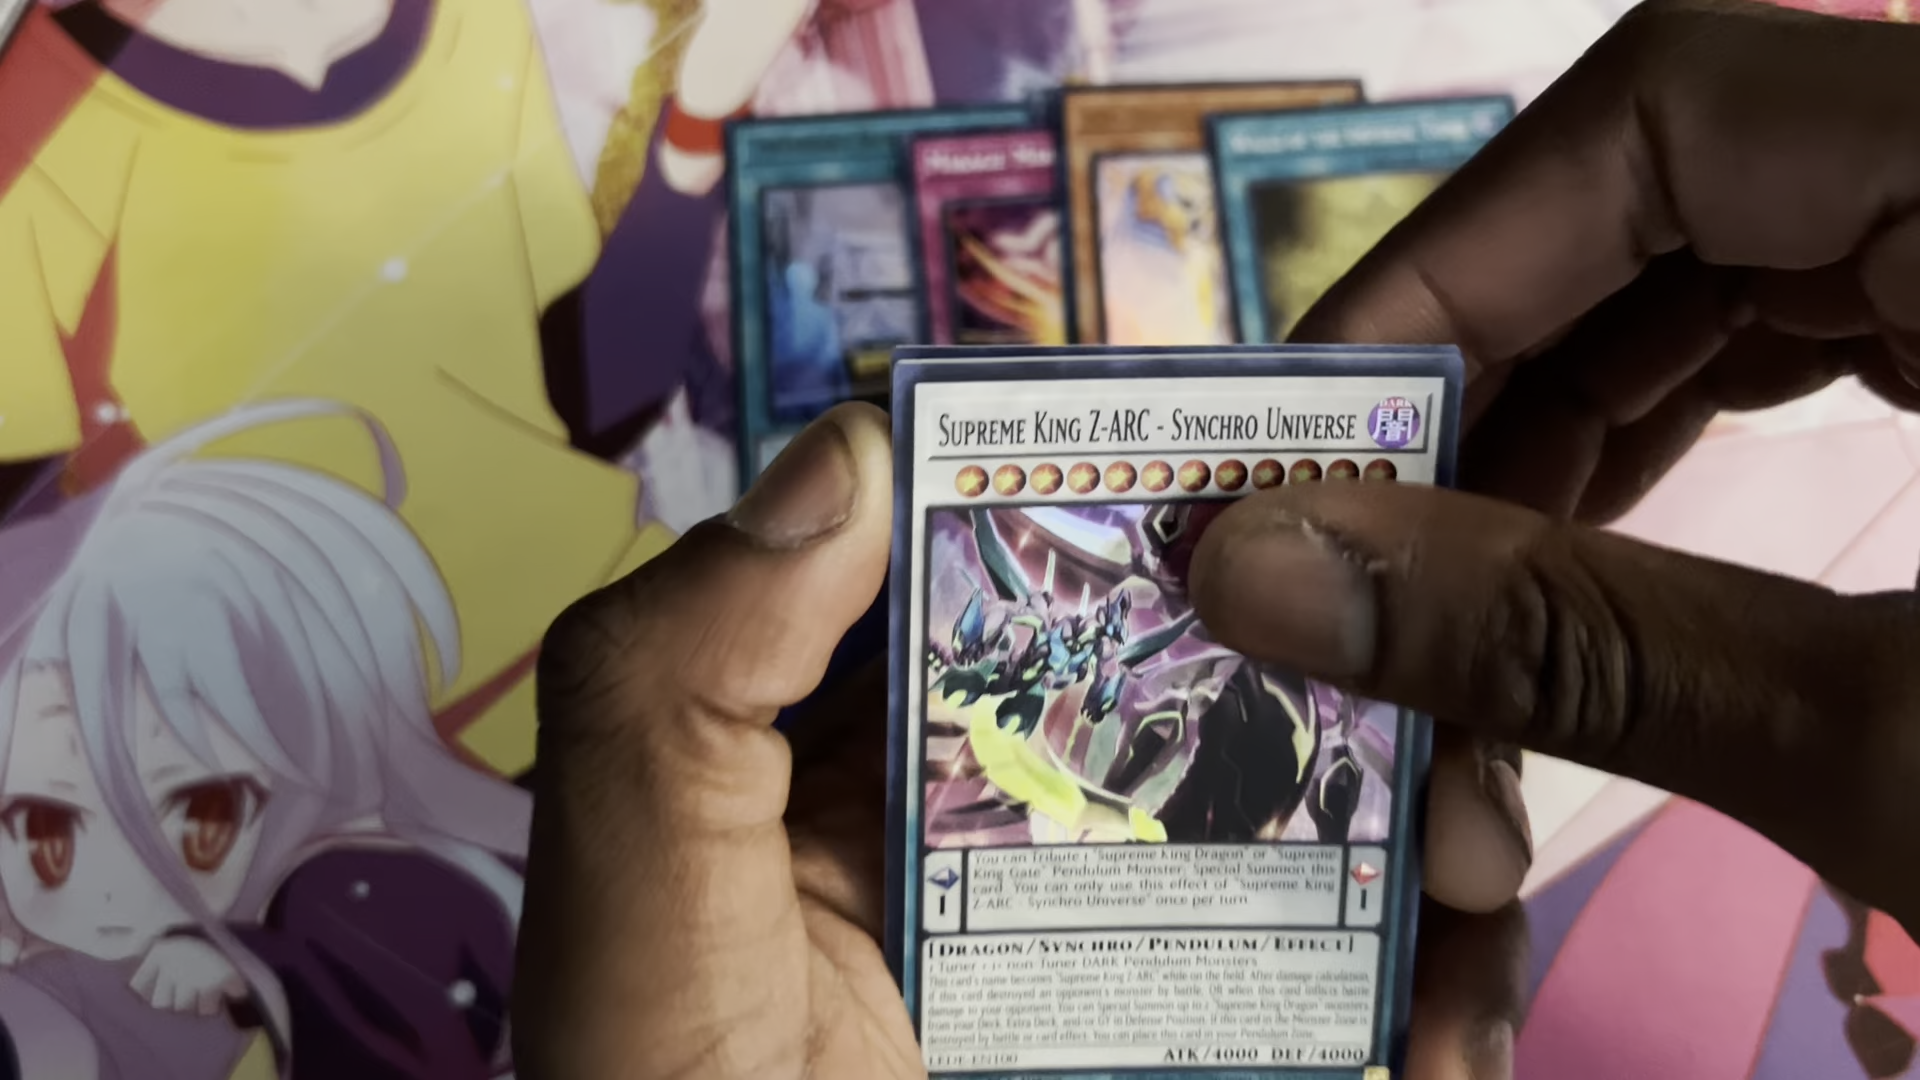 SUPREME KING Z-ARC - SYNCHRO UNIVERSE
DARK
闇
You can Tribute 1 "Supreme King Dragon" or "Supreme
King Gate" Pendulum Monster; Special Summon this
card. You can only use this effect of "Supreme King
Z-ARC - Synchro Universe" once per turn.
1
1
[DRAGON/SYNCHRO/PENDULUM/EFFECT]
1 Tuner + 1+ non-Tuner DARK Pendulum Monsters
This card's name becomes "Supreme King Z-ARC" while on the field. After damage calculation,
if this card destroyed an opponent's monster by battle, OR when this card inflicts battle
damage to your opponent: You can Special Summon up to 2 "Supreme King Dragon" monsters
from your Deck, Extra Deck, and/or GY in Defense Position. If this card in the Monster Zone is
destroyed by battle or card effect: You can place this card in your Pendulum Zone.
LEDE-EN100
ATK/4000 DEF/4000